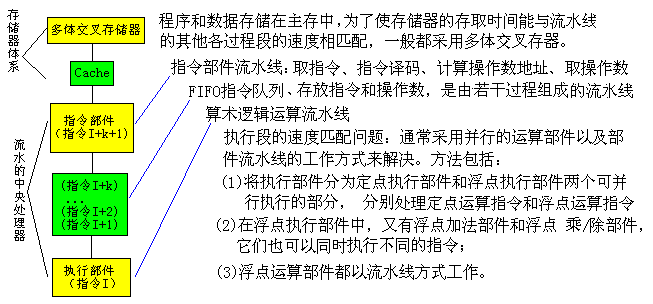 存储器体系
多体交叉存储器
Cache
流水的中央处理器
指令部件
(指令I+k+1)
(指令I+k)
...
(指令I+2)
(指令I+1)
执行部件
(指令I)
程序和数据存储在主存中,为了使存储器的存取时间能与流水线
的其他各过程段的速度相匹配,一般都采用多体交叉存器。
指令部件流水线:取指令、指令译码、计算操作数地址、取操作数
FIFO指令队列、存放指令和操作数,是由若干过程组成的流水线
算术逻辑运算流水线
执行段的速度匹配问题:通常采用并行的运算部件以及部
件流水线的工作方式来解决。方法包括:
(1)将执行部件分为定点执行部件和浮点执行部件两个可并
行执行的部分, 分别处理定点运算指令和浮点运算指令
(2)在浮点执行部件中,又有浮点加法部件和浮点 乘/除部件,
它们也可以同时执行不同的指令;
(3)浮点运算部件都以流水线方式工作。